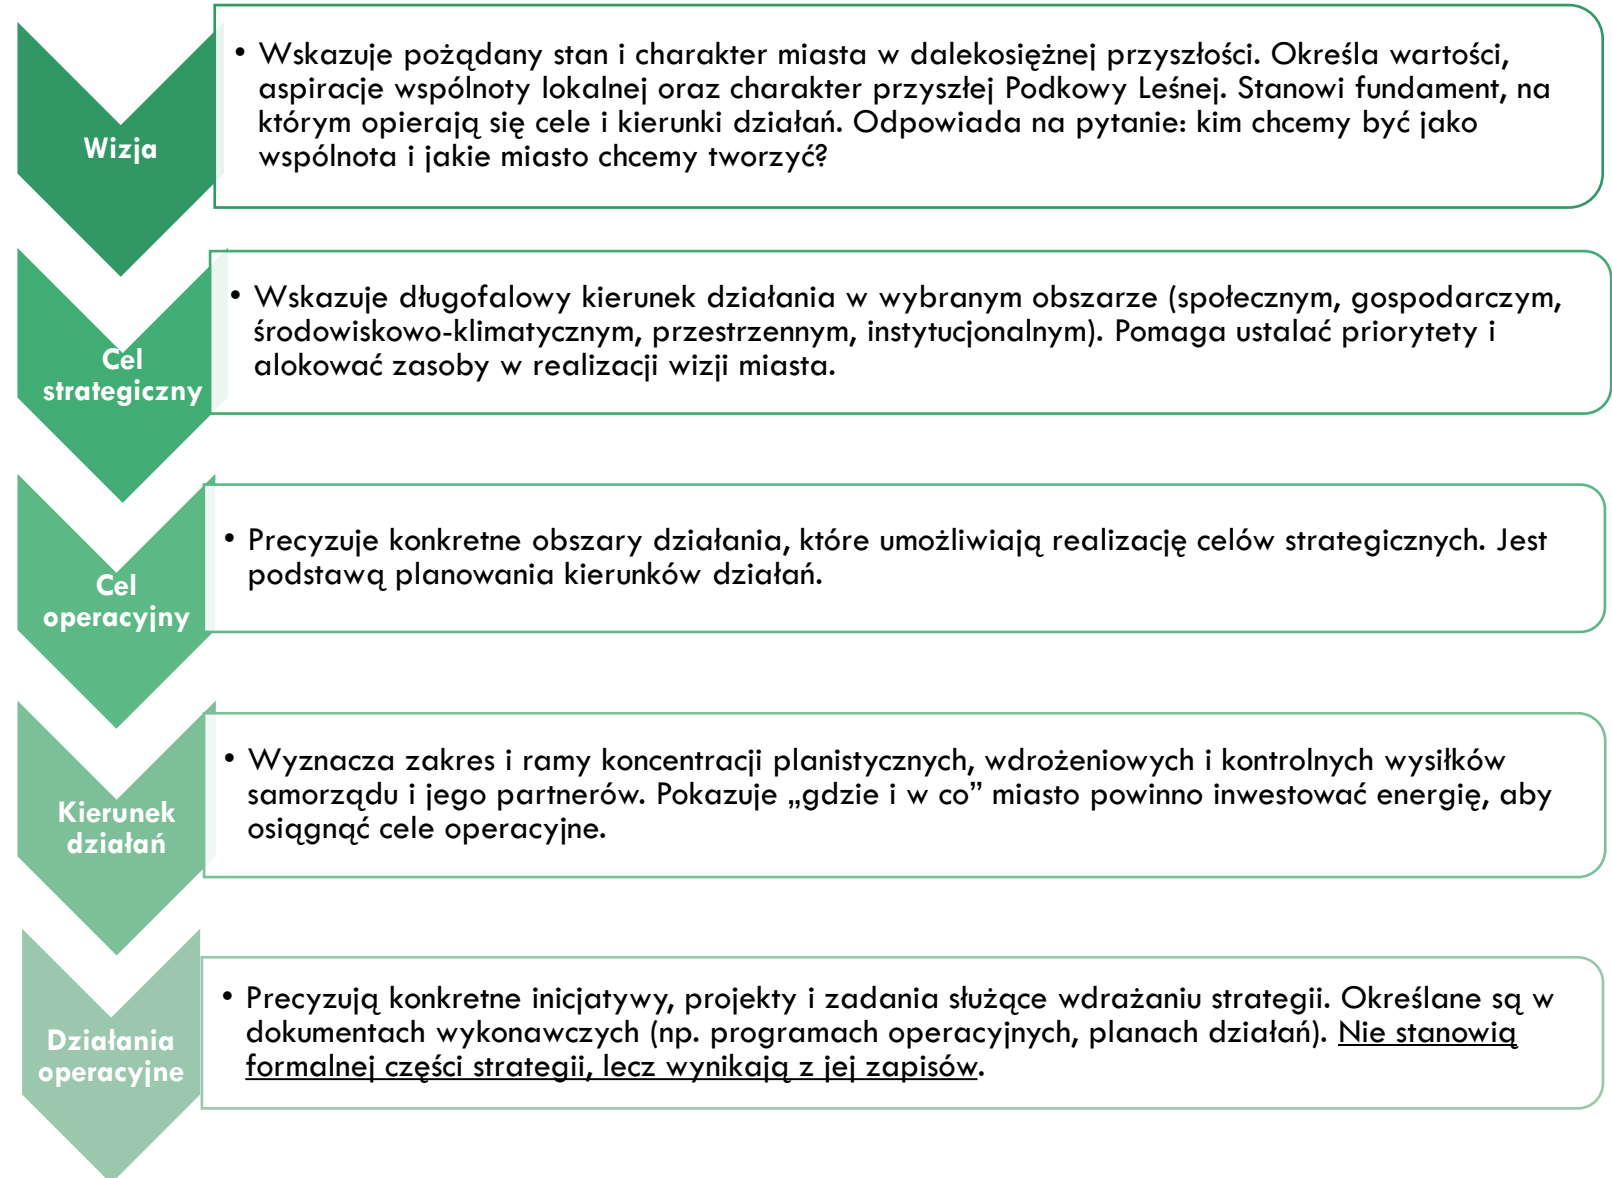 Wizja
• Wskazuje pożądany stan i charakter miasta w dalekosiężnej przyszłości. Określa wartości,
aspiracje wspólnoty lokalnej oraz charakter przyszłej Podkowy Leśnej. Stanowi fundament, na
którym opierają się cele i kierunki działań. Odpowiada na pytanie: kim chcemy być jako
wspólnota i jakie miasto chcemy tworzyć?
Cel
strategiczny
• Wskazuje długofalowy kierunek działania w wybranym obszarze (społecznym, gospodarczym,
środowiskowo-klimatycznym, przestrzennym, instytucjonalnym). Pomaga ustalać priorytety i
alokować zasoby w realizacji wizji miasta.
Cel
operacyjny
• Precyzuje konkretne obszary działania, które umożliwiają realizację celów strategicznych. Jest
podstawą planowania kierunków działań.
Kierunek
działań
• Wyznacza zakres i ramy koncentracji planistycznych, wdrożeniowych i kontrolnych wysiłków
samorządu i jego partnerów. Pokazuje „gdzie i w co” miasto powinno inwestować energię, aby
osiągnąć cele operacyjne.
Działania
operacyjne
• Precyzują konkretne inicjatywy, projekty i zadania służące wdrażaniu strategii. Określane są w
dokumentach wykonawczych (np. programach operacyjnych, planach działań). Nie stanowią
formalnej części strategii, lecz wynikają z jej zapisów.